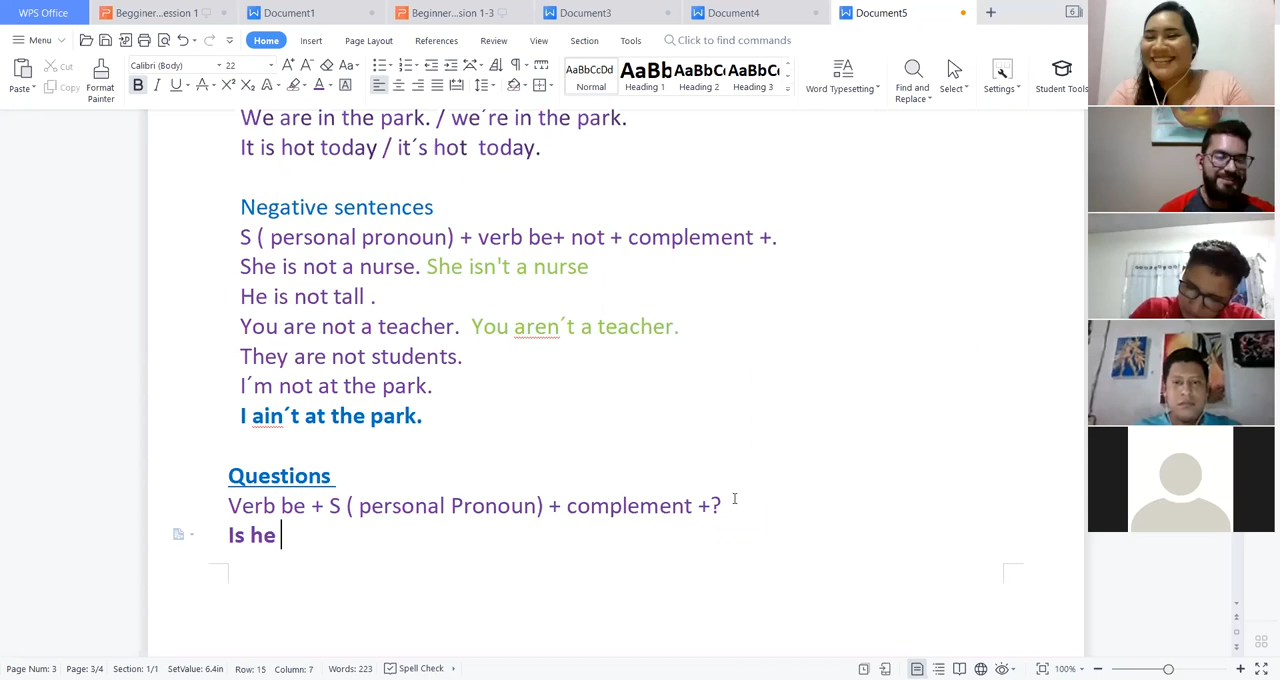 WPS Office Begginer...ession 1 Document1 Beginner...sion 1-3 Document3 Document4 Document5 + 6
Menu Home Insert Page Layout References Review View Section Tools Click to find commands
Paste Cut Copy Format Painter Calibri (Body) 22 AaBbCcDd Normal AaBb Heading 1 AaBbCc Heading 2 AaBbCc Heading 3 Word Typesetting Find and Replace Select Settings Student Tools
We are in the park. / we´re in the park.
It is hot today / it´s hot today.
Negative sentences
S ( personal pronoun) + verb be+ not + complement +.
She is not a nurse. She isn't a nurse
He is not tall .
You are not a teacher. You aren´t a teacher.
They are not students.
I´m not at the park.
I ain´t at the park.
Questions
Verb be + S ( personal Pronoun) + complement +?
Is he
Page Num: 3 Page: 3/4 Section: 1/1 SetValue: 6.4in Row: 15 Column: 7 Words: 223 Spell Check 100%